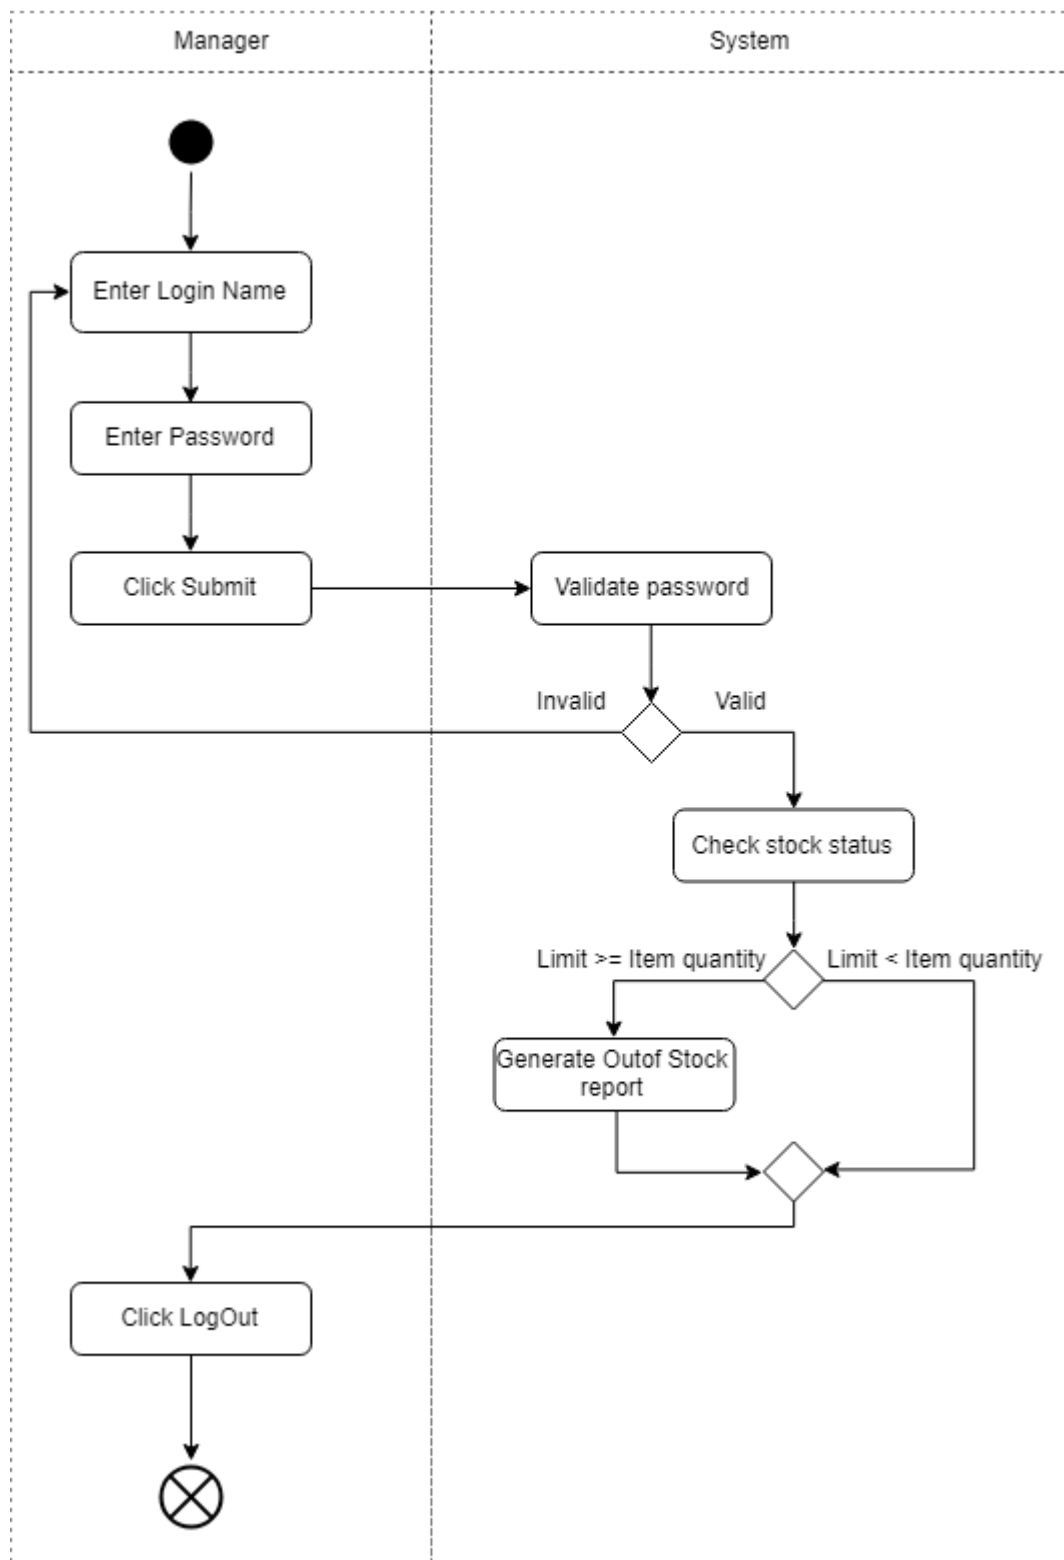 Manager
System
Enter Login Name
Enter Password
Click Submit
Validate password
Invalid
Valid
Check stock status
Limit >= Item quantity
Limit < Item quantity
Generate Outof Stock
report
Click LogOut